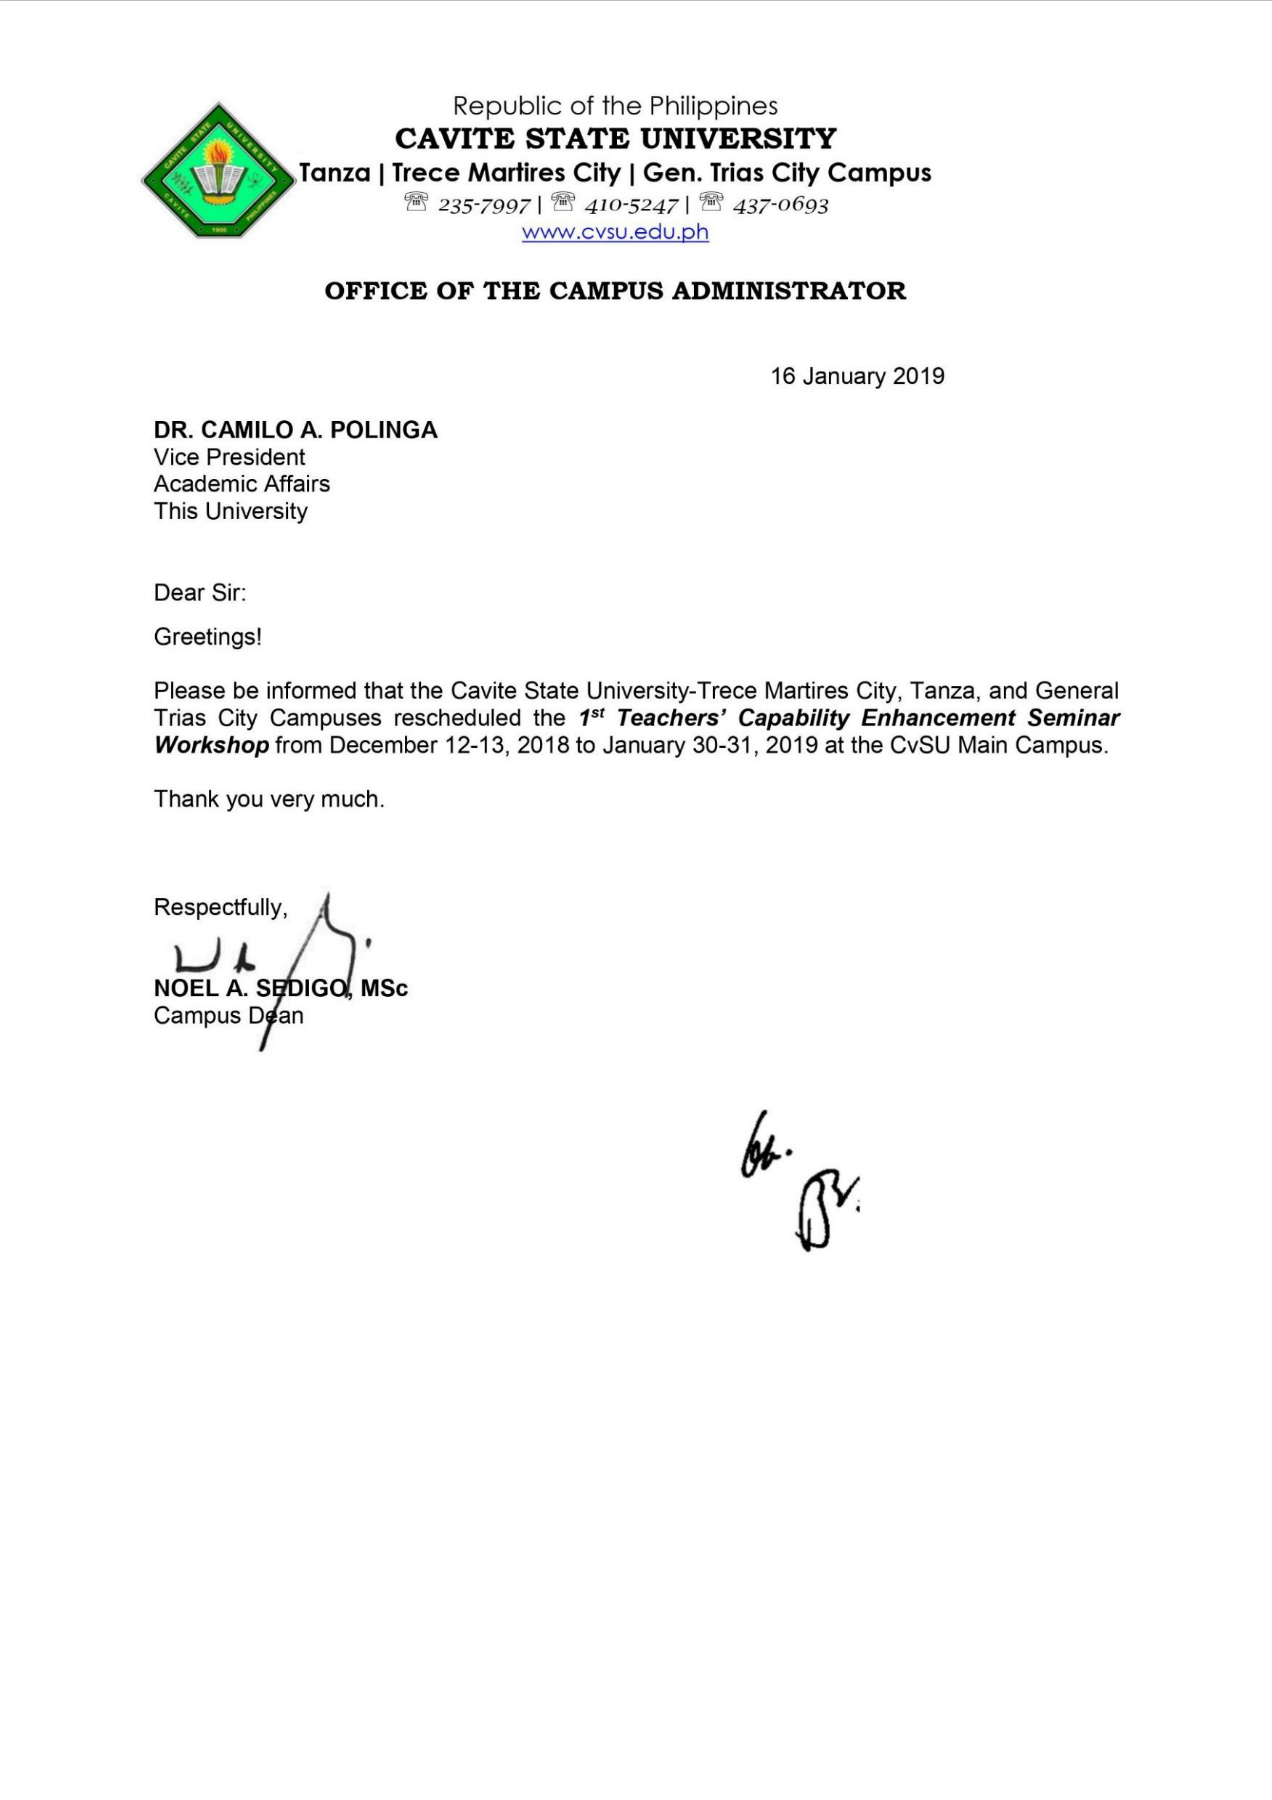 CAVITE STATE UNIVERSITY
CAVITE
PHILIPPINES
1906
Republic of the Philippines
CAVITE STATE UNIVERSITY
Tanza | Trece Martires City | Gen. Trias City Campus
☏ 235-7997 | ☏ 410-5247 | ☏ 437-0693
www.cvsu.edu.ph
OFFICE OF THE CAMPUS ADMINISTRATOR
16 January 2019
DR. CAMILO A. POLINGA
Vice President
Academic Affairs
This University
Dear Sir:
Greetings!
Please be informed that the Cavite State University-Trece Martires City, Tanza, and General
Trias City Campuses rescheduled the 1st Teachers’ Capability Enhancement Seminar
Workshop from December 12-13, 2018 to January 30-31, 2019 at the CvSU Main Campus.
Thank you very much.
Respectfully,
NOEL A. SEDIGO, MSc
Campus Dean